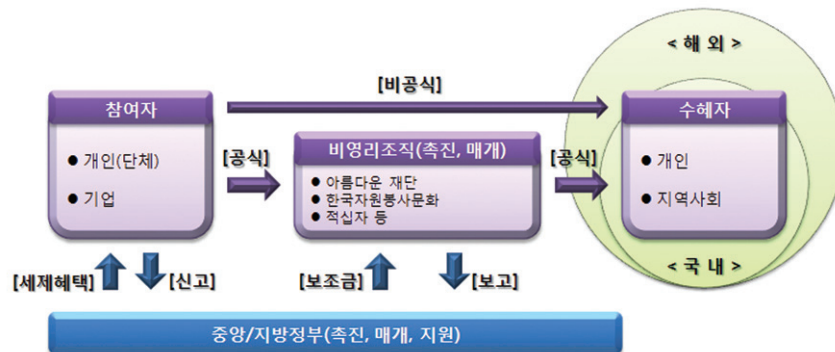 < 해 외 >
[비공식]
참여자
● 개인(단체)
● 기업
[공식]
비영리조직(촉진, 매개)
● 아름다운 재단
● 한국자원봉사문화
● 적십자 등
[공식]
수혜자
● 개인
● 지역사회
< 국 내 >
[세제혜택]
[신고]
[보조금]
[보고]
중앙/지방정부(촉진, 매개, 지원)